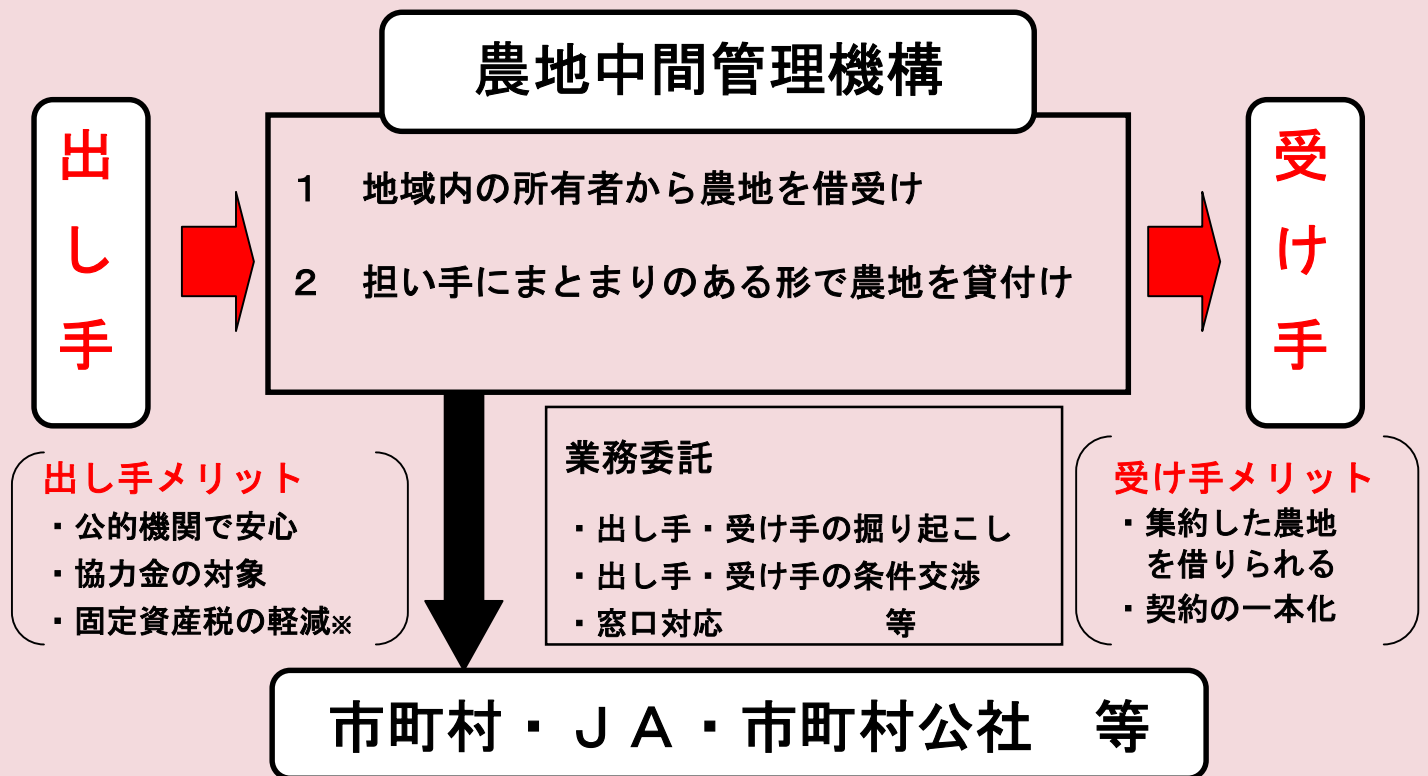 農地中間管理機構
出し手
1　地域内の所有者から農地を借受け
2　担い手にまとまりのある形で農地を貸付け
受け手
出し手メリット
・公的機関で安心
・協力金の対象
・固定資産税の軽減※
業務委託
・出し手・受け手の掘り起こし
・出し手・受け手の条件交渉
・窓口対応　　　　等
受け手メリット
・集約した農地
を借りられる
・契約の一本化
市町村・ＪＡ・市町村公社　等